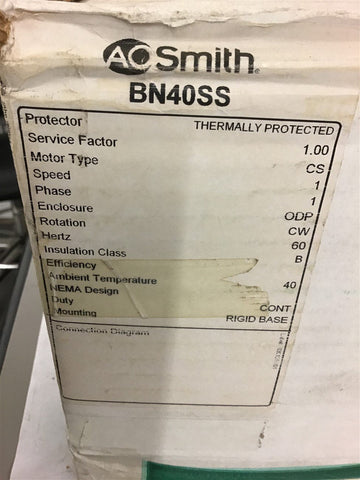 AO Smith
BN40SS
Protector THERMALLY PROTECTED
Service Factor 1.00
Motor Type CS
Speed 1
Phase 1
Enclosure ODP
Rotation CW
Hertz 60
Insulation Class B
Efficiency
Ambient Temperature 40
NEMA Design
Duty CONT
Mounting RIGID BASE
Connection Diagram